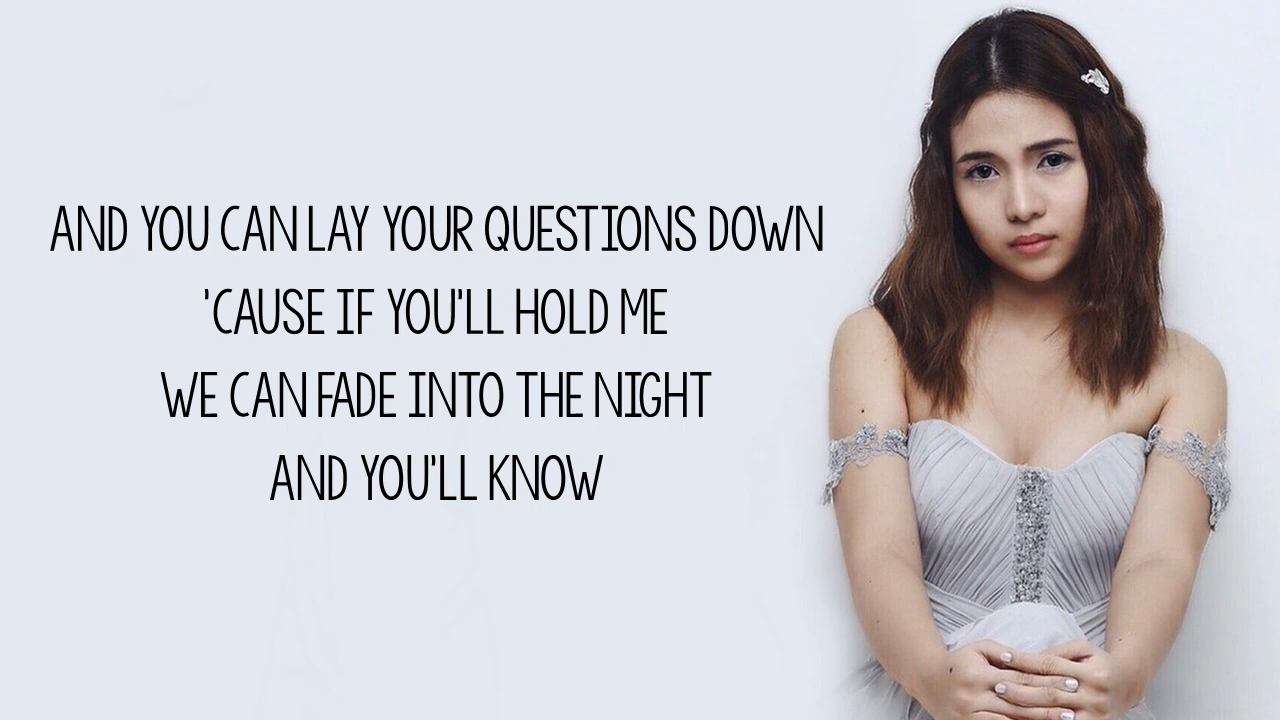 AND YOU CAN LAY YOUR QUESTIONS DOWN
'CAUSE IF YOU'LL HOLD ME
WE CAN FADE INTO THE NIGHT
AND YOU'LL KNOW